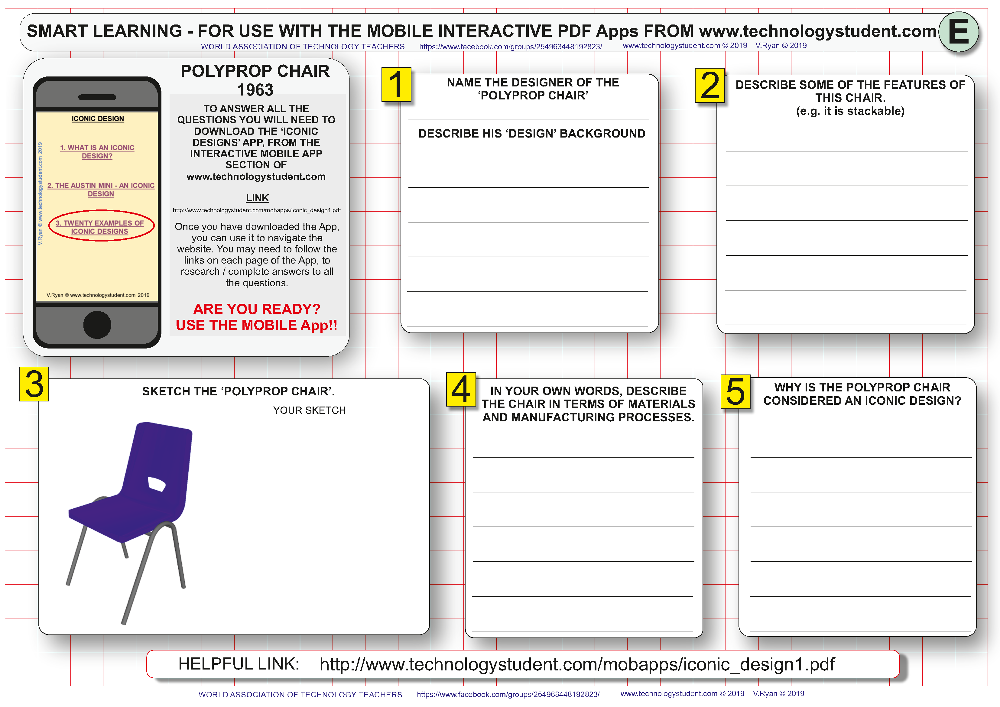 SMART LEARNING - FOR USE WITH THE MOBILE INTERACTIVE PDF Apps FROM www.technologystudent.com
E
WORLD ASSOCIATION OF TECHNOLOGY TEACHERS https://www.facebook.com/groups/254963448192823/ www.technologystudent.com © 2019 V.Ryan © 2019
ICONIC DESIGN
1. WHAT IS AN ICONIC
DESIGN?
2. THE AUSTIN MINI - AN ICONIC
DESIGN
3. TWENTY EXAMPLES OF
ICONIC DESIGNS
V.Ryan © www.technologystudent.com 2019
V.Ryan © www.technologystudent.com 2019
POLYPROP CHAIR
1963
TO ANSWER ALL THE
QUESTIONS YOU WILL NEED TO
DOWNLOAD THE ‘ICONIC
DESIGNS’ APP, FROM THE
INTERACTIVE MOBILE APP
SECTION OF
www.technologystudent.com
LINK
http://www.technologystudent.com/mobapps/iconic_design1.pdf
Once you have downloaded the App,
you can use it to navigate the
website. You may need to follow the
links on each page of the App, to
research / complete answers to all
the questions.
ARE YOU READY?
USE THE MOBILE App!!
1
NAME THE DESIGNER OF THE
‘POLYPROP CHAIR’
DESCRIBE HIS ‘DESIGN’ BACKGROUND
2
DESCRIBE SOME OF THE FEATURES OF
THIS CHAIR.
(e.g. it is stackable)
3
SKETCH THE ‘POLYPROP CHAIR’.
YOUR SKETCH
4
IN YOUR OWN WORDS, DESCRIBE
THE CHAIR IN TERMS OF MATERIALS
AND MANUFACTURING PROCESSES.
5
WHY IS THE POLYPROP CHAIR
CONSIDERED AN ICONIC DESIGN?
HELPFUL LINK: http://www.technologystudent.com/mobapps/iconic_design1.pdf
WORLD ASSOCIATION OF TECHNOLOGY TEACHERS https://www.facebook.com/groups/254963448192823/ www.technologystudent.com © 2019 V.Ryan © 2019